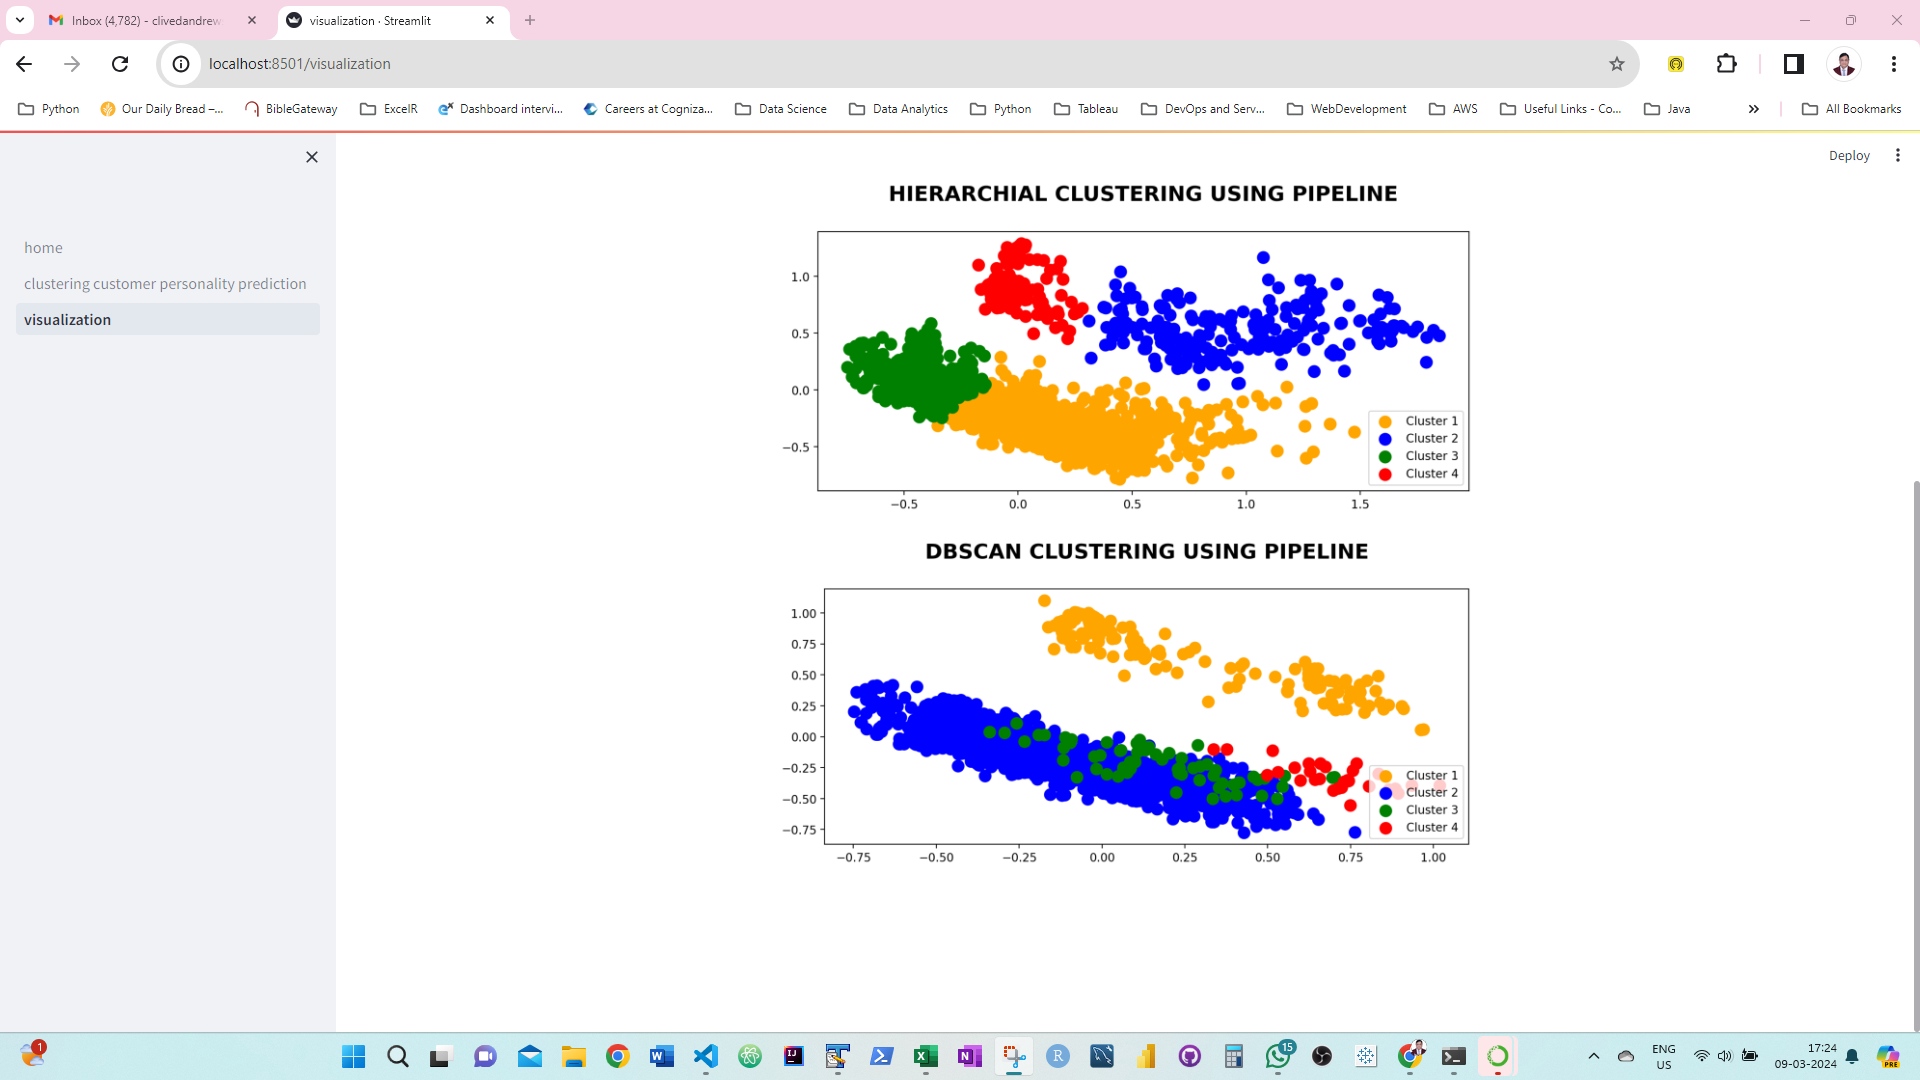 Inbox (4,782) - clivedandrew
visualization · Streamlit
localhost:8501/visualization
Python
Our Daily Bread –...
BibleGateway
ExcelR
Dashboard intervi...
Careers at Cogniza...
Data Science
Data Analytics
Python
Tableau
DevOps and Serv...
WebDevelopment
AWS
Useful Links - Co...
Java
All Bookmarks
Deploy
home
clustering customer personality prediction
visualization
HIERARCHIAL CLUSTERING USING PIPELINE
1.0
0.5
0.0
−0.5
−0.5
0.0
0.5
1.0
1.5
Cluster 1
Cluster 2
Cluster 3
Cluster 4
DBSCAN CLUSTERING USING PIPELINE
1.00
0.75
0.50
0.25
0.00
−0.25
−0.50
−0.75
−0.75
−0.50
−0.25
0.00
0.25
0.50
0.75
1.00
Cluster 1
Cluster 2
Cluster 3
Cluster 4
1
15
ENG
US
17:24
09-03-2024
PRE